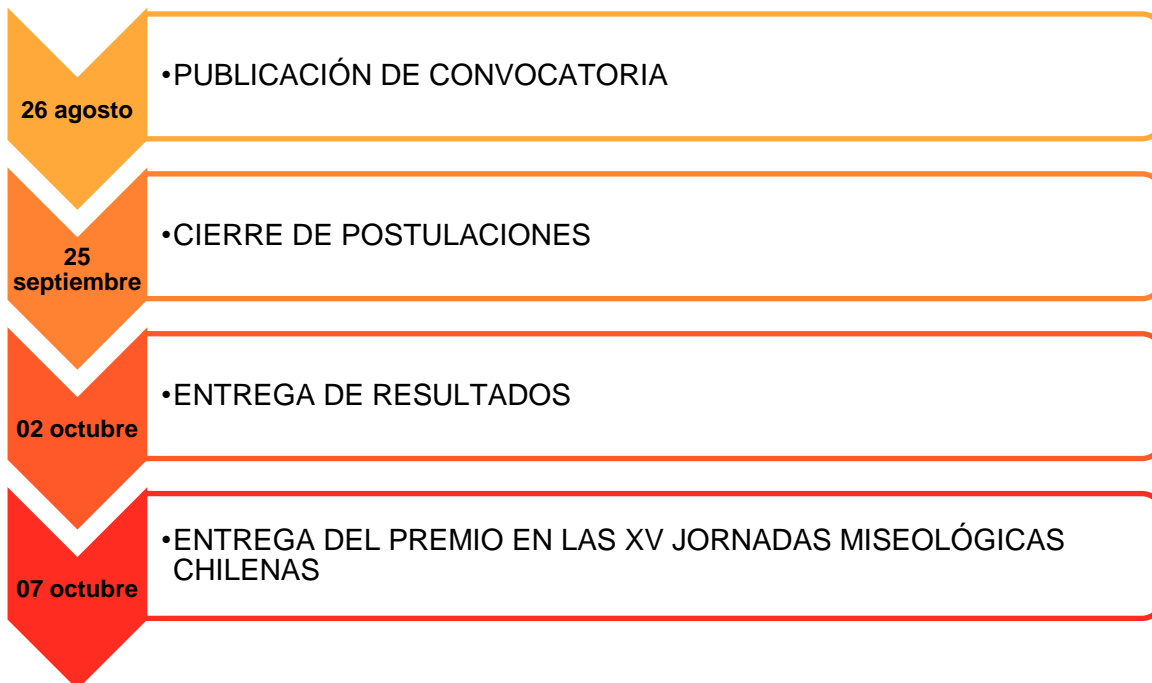 26 agosto
•PUBLICACIÓN DE CONVOCATORIA
25
septiembre
•CIERRE DE POSTULACIONES
02 octubre
•ENTREGA DE RESULTADOS
07 octubre
•ENTREGA DEL PREMIO EN LAS XV JORNADAS MISEOLÓGICAS
CHILENAS